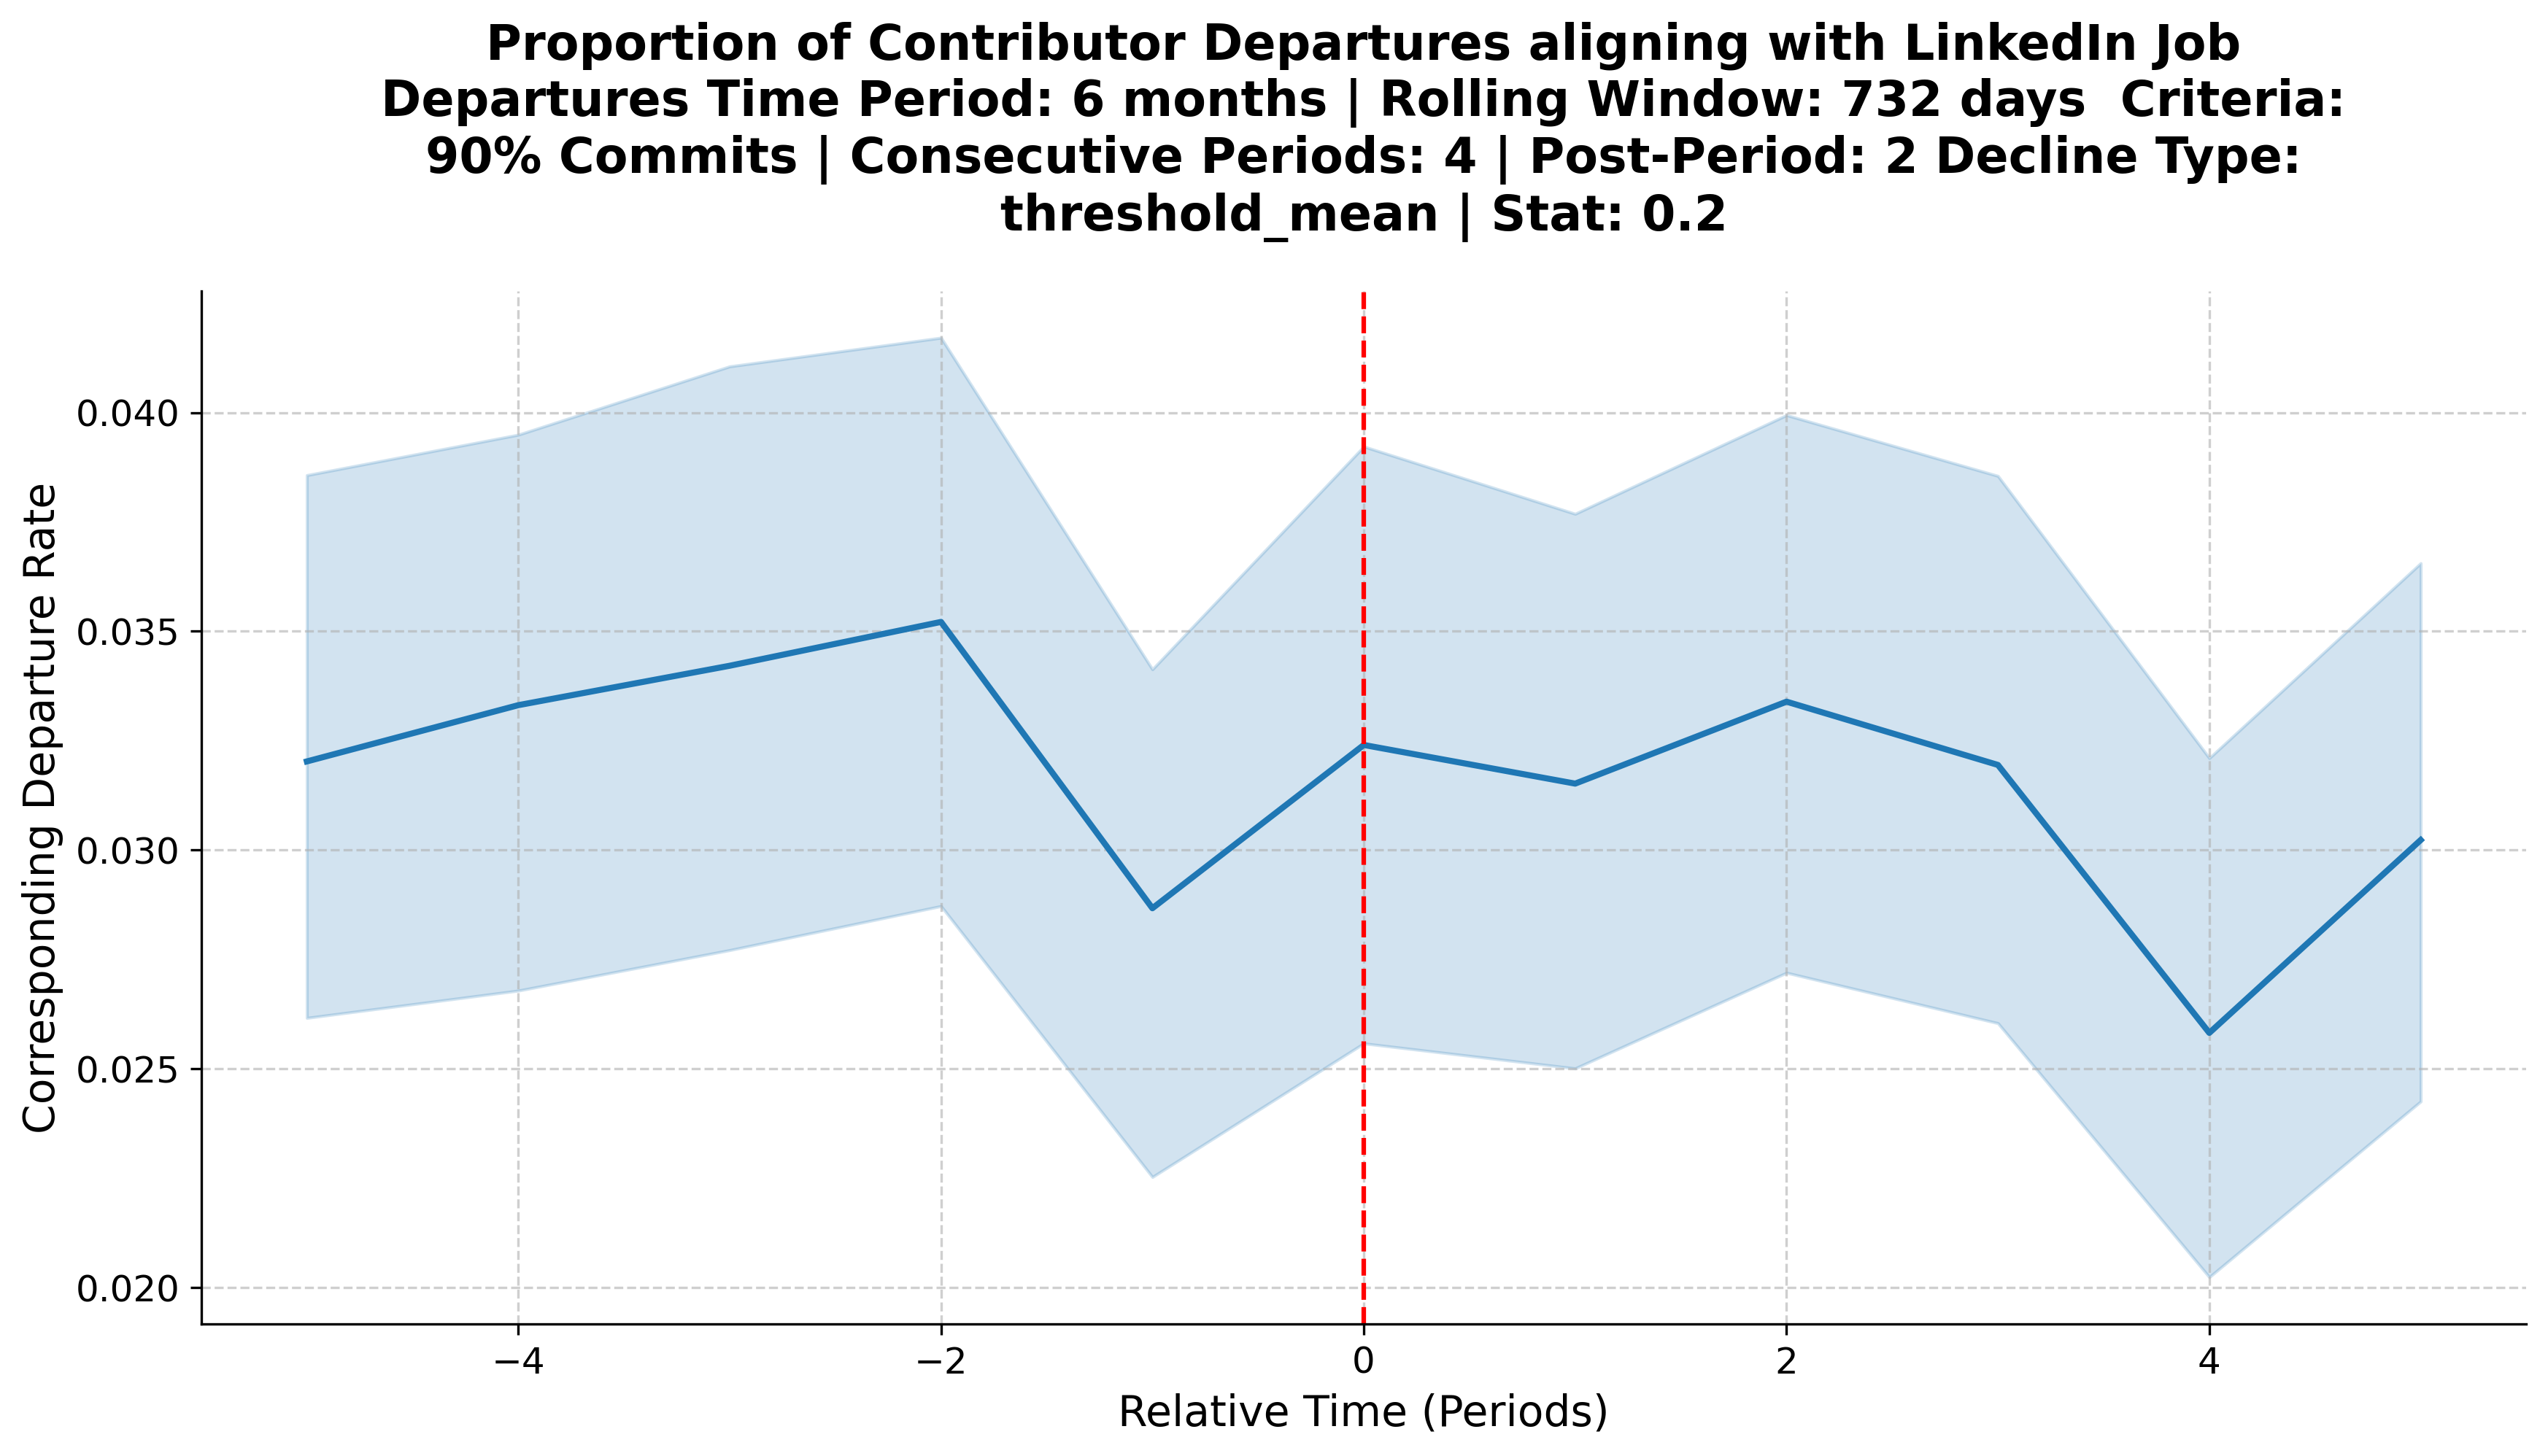 Proportion of Contributor Departures aligning with LinkedIn Job
Departures Time Period: 6 months | Rolling Window: 732 days  Criteria:
90% Commits | Consecutive Periods: 4 | Post-Period: 2 Decline Type:
threshold_mean | Stat: 0.2
Corresponding Departure Rate
0.040
0.035
0.030
0.025
0.020
−4
−2
0
2
4
Relative Time (Periods)